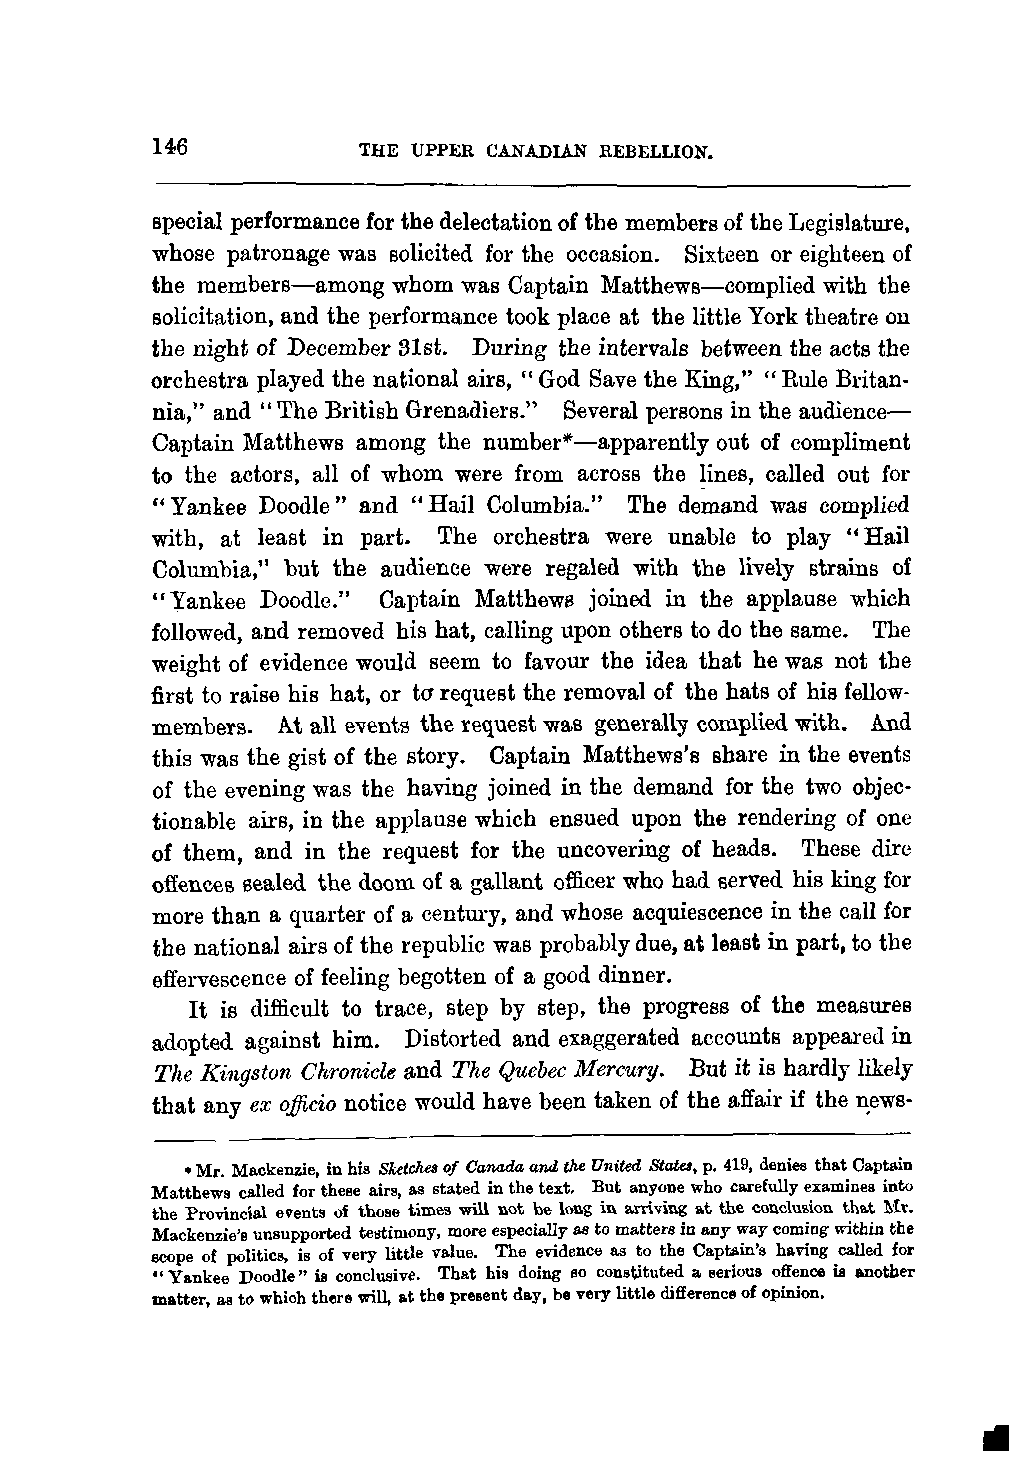 146 THE UPPER CANADIAN REBELLION.
special performance for the delectation of the members of the Legislature,
whose patronage was solicited for the occasion. Sixteen or eighteen of
the members—among whom was Captain Matthews—complied with the
solicitation, and the performance took place at the little York theatre on
the night of December 31st. During the intervals between the acts the
orchestra played the national airs, "God Save the King," "Rule Britan-
nia," and "The British Grenadiers." Several persons in the audience—
Captain Matthews among the number*—apparently out of compliment
to the actors, all of whom were from across the lines, called out for
"Yankee Doodle" and "Hail Columbia." The demand was complied
with, at least in part. The orchestra were unable to play "Hail
Columbia," but the audience were regaled with the lively strains of
"Yankee Doodle." Captain Matthews joined in the applause which
followed, and removed his hat, calling upon others to do the same. The
weight of evidence would seem to favour the idea that he was not the
first to raise his hat, or to request the removal of the hats of his fellow-
members. At all events the request was generally complied with. And
this was the gist of the story. Captain Matthews's share in the events
of the evening was the having joined in the demand for the two objec-
tionable airs, in the applause which ensued upon the rendering of one
of them, and in the request for the uncovering of heads. These dire
offences sealed the doom of a gallant officer who had served his king for
more than a quarter of a century, and whose acquiescence in the call for
the national airs of the republic was probably due, at least in part, to the
effervescence of feeling begotten of a good dinner.
It is difficult to trace, step by step, the progress of the measures
adopted against him. Distorted and exaggerated accounts appeared in
The Kingston Chronicle and The Quebec Mercury. But it is hardly likely
that any ex officio notice would have been taken of the affair if the news-
* Mr. Mackenzie, in his Sketches of Canada and the United States, p. 419, denies that Captain
Matthews called for these airs, as stated in the text. But anyone who carefully examines into
the Provincial events of those times will not be long in arriving at the conclusion that Mr.
Mackenzie's unsupported testimony, more especially as to matters in any way coming within the
scope of politics, is of very little value. The evidence as to the Captain's having called for
"Yankee Doodle" is conclusive. That his doing so constituted a serious offence is another
matter, as to which there will, at the present day, be very little difference of opinion.